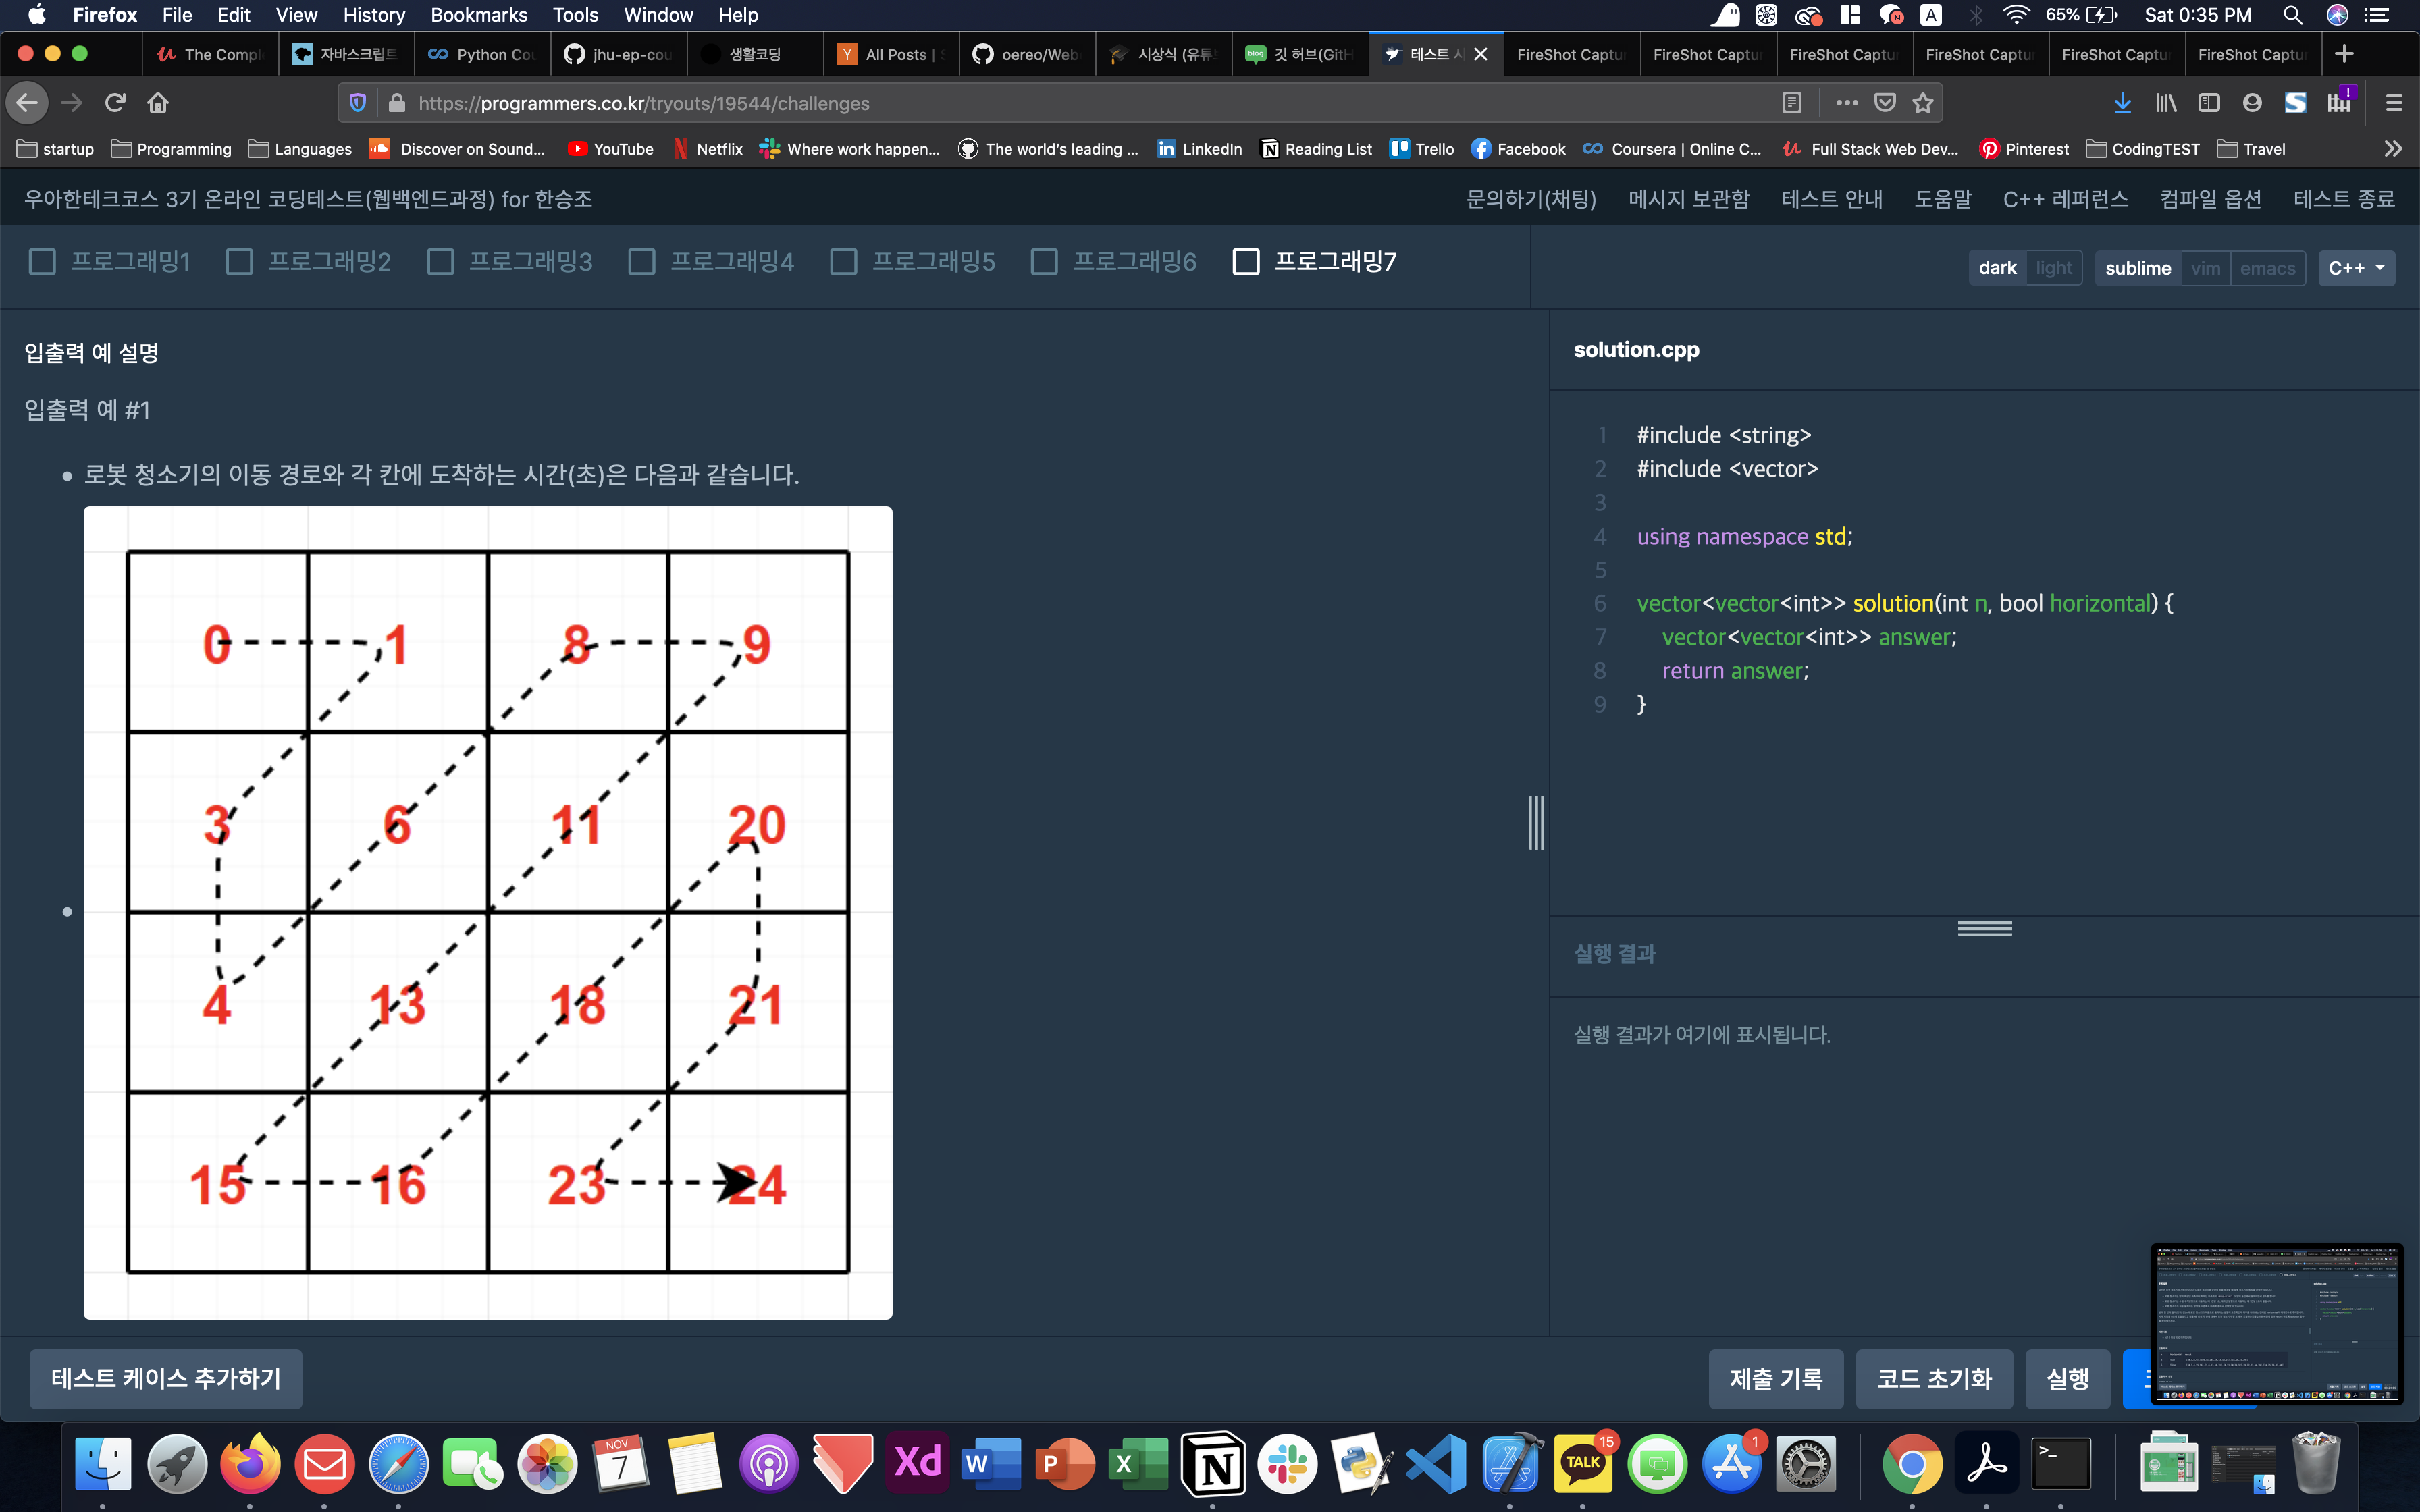 Firefox File Edit View History Bookmarks Tools Window Help 65% Sat 0:35 PM
The Compl 자바스크립트 Python Cou jhu-ep-cou 생활코딩 All Posts | oereo/Web 시상식 (유튜 깃 허브(GitH 테스트 시 FireShot Captu FireShot Captu FireShot Captu FireShot Captu FireShot Captu FireShot Captu
https://programmers.co.kr/tryouts/19544/challenges
startup Programming Languages Discover on Sound... YouTube Netflix Where work happen... The world's leading ... LinkedIn Reading List Trello Facebook Coursera | Online C... Full Stack Web Dev... Pinterest CodingTEST Travel
우아한테크코스 3기 온라인 코딩테스트(웹백엔드과정) for 한승조 문의하기(채팅) 메시지 보관함 테스트 안내 도움말 C++ 레퍼런스 컴파일 옵션 테스트 종료
프로그래밍1 프로그래밍2 프로그래밍3 프로그래밍4 프로그래밍5 프로그래밍6 프로그래밍7 dark light sublime vim emacs C++
입출력 예 설명
입출력 예 #1
로봇 청소기의 이동 경로와 각 칸에 도착하는 시간(초)은 다음과 같습니다.
0 1 8 9
3 6 11 20
4 13 18 21
15 16 23 24
solution.cpp
1 #include <string>
2 #include <vector>
3
4 using namespace std;
5
6 vector<vector<int>> solution(int n, bool horizontal) {
7 vector<vector<int>> answer;
8 return answer;
9 }
실행 결과
실행 결과가 여기에 표시됩니다.
테스트 케이스 추가하기 제출 기록 코드 초기화 실행
NOV 7 Xd W P X N TALK 15 1